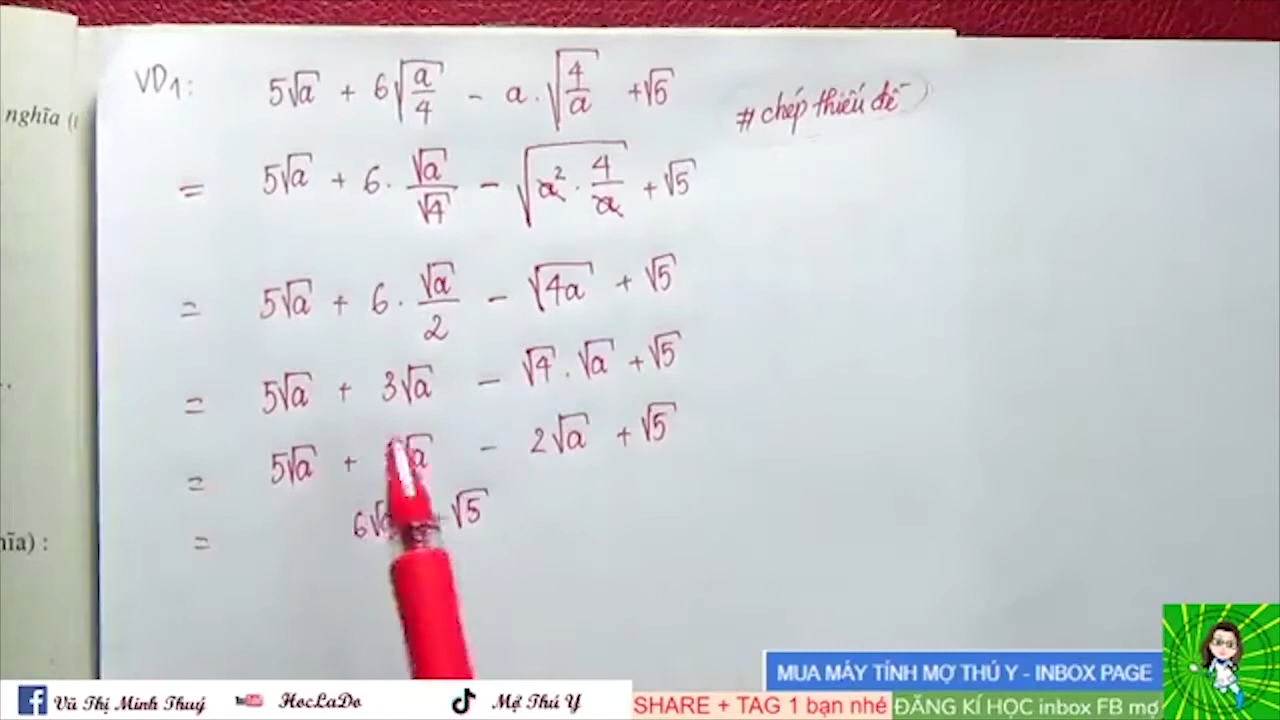 VD1: 5√a + 6√(a/4) - a.√(4/a) + √5
# chép thiếu đề
nghĩa (
= 5√a + 6. √a/√4 - √(a². 4/a) + √5
= 5√a + 6. √a/2 - √4a + √5
= 5√a + 3√a - √4.√a + √5
= 5√a + √a - 2√a + √5
ĩa) :
= 6√ + √5
MUA MÁY TÍNH MỢ THÚ Y - INBOX PAGE
Vũ Thị Minh Thuý HocLaDo Mợ Thú Y
SHARE + TAG 1 bạn nhé ĐĂNG KÍ HỌC inbox FB mợ